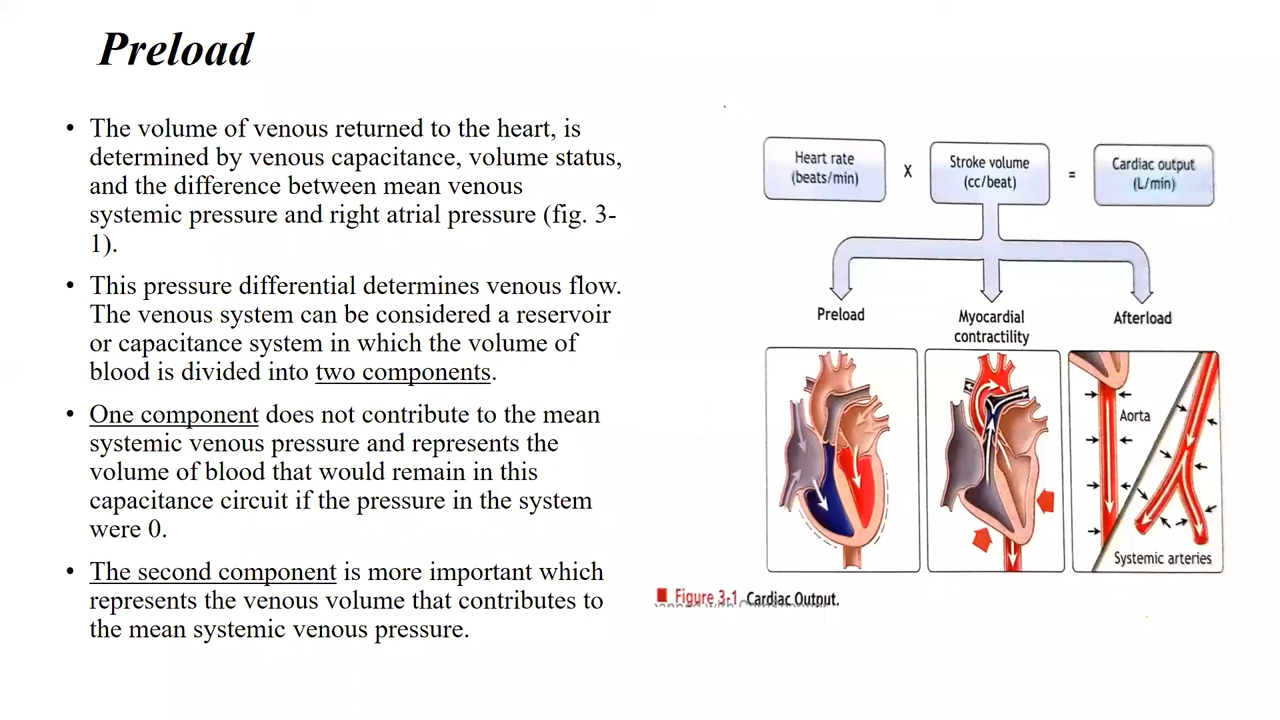 Preload
• The volume of venous returned to the heart, is
determined by venous capacitance, volume status,
and the difference between mean venous
systemic pressure and right atrial pressure (fig. 3-
1).
• This pressure differential determines venous flow.
The venous system can be considered a reservoir
or capacitance system in which the volume of
blood is divided into two components.
• One component does not contribute to the mean
systemic venous pressure and represents the
volume of blood that would remain in this
capacitance circuit if the pressure in the system
were 0.
• The second component is more important which
represents the venous volume that contributes to
the mean systemic venous pressure.
Heart rate
(beats/min)
X
Stroke volume
(cc/beat)
=
Cardiac output
(L/min)
Preload
Myocardial
contractility
Afterload
Aorta
Systemic arteries
Figure 3-1 Cardiac Output.